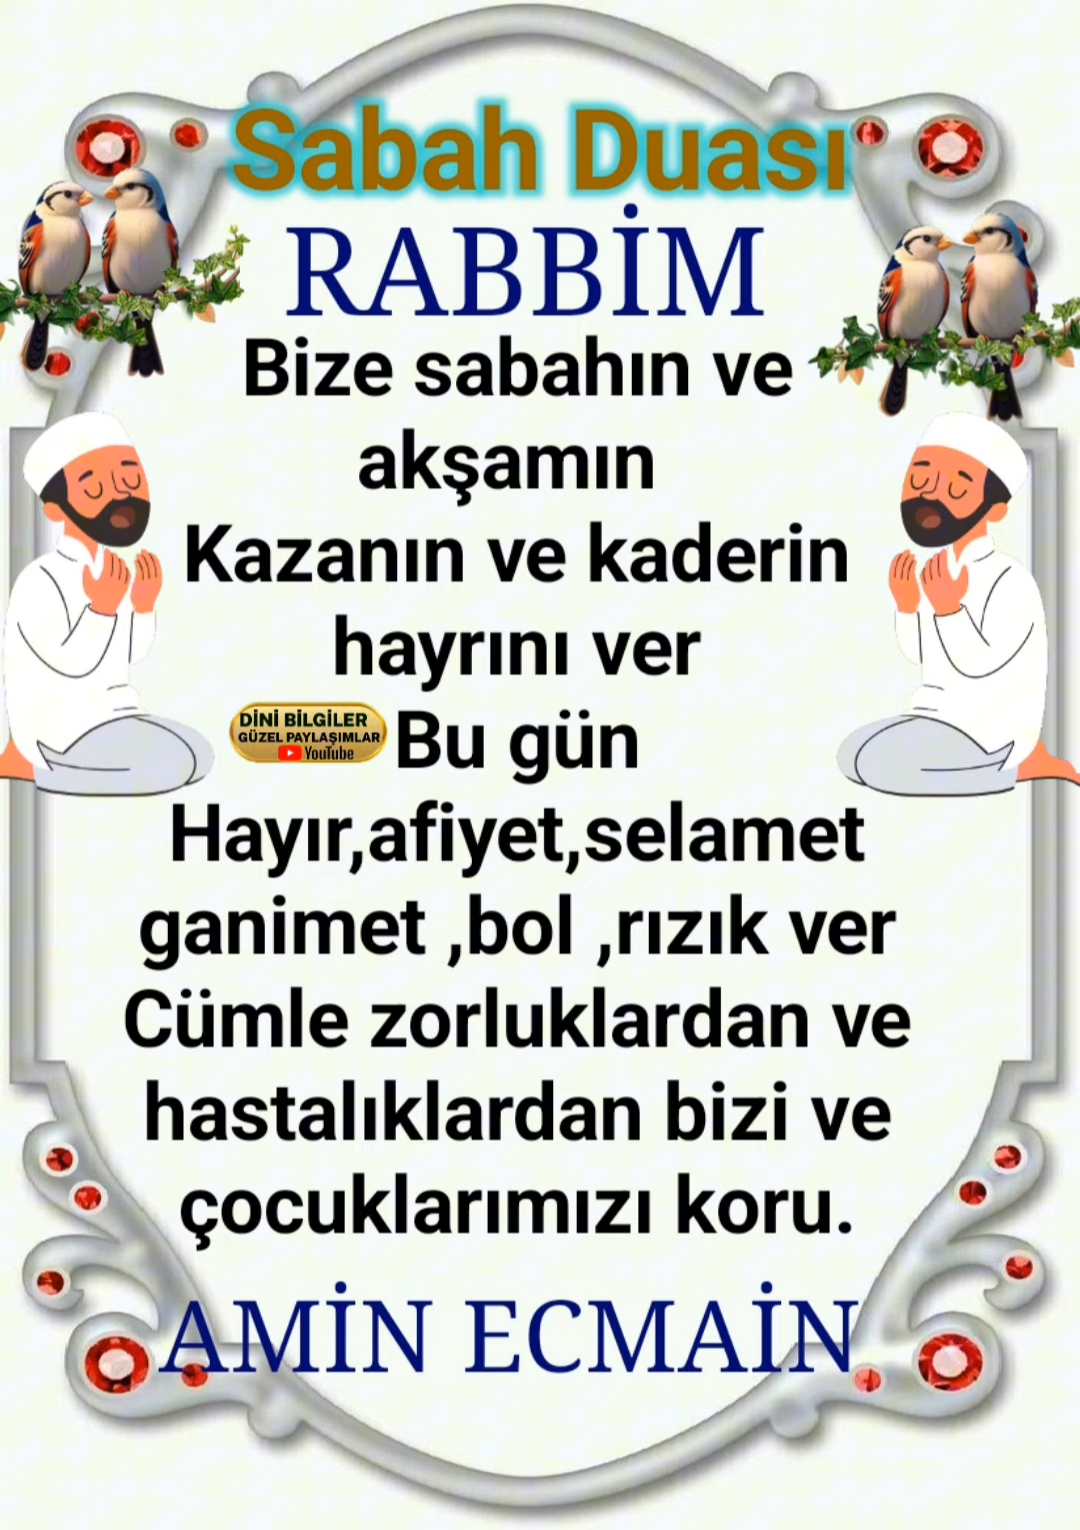 Sabah Duası
RABBİM
Bize sabahın ve
akşamın
Kazanın ve kaderin
hayrını ver
DİNİ BİLGİLER
GÜZEL PAYLAŞIMLAR
YouTube
Bu gün
Hayır,afiyet,selamet
ganimet ,bol ,rızık ver
Cümle zorluklardan ve
hastalıklardan bizi ve
çocuklarımızı koru.
AMİN ECMAİN